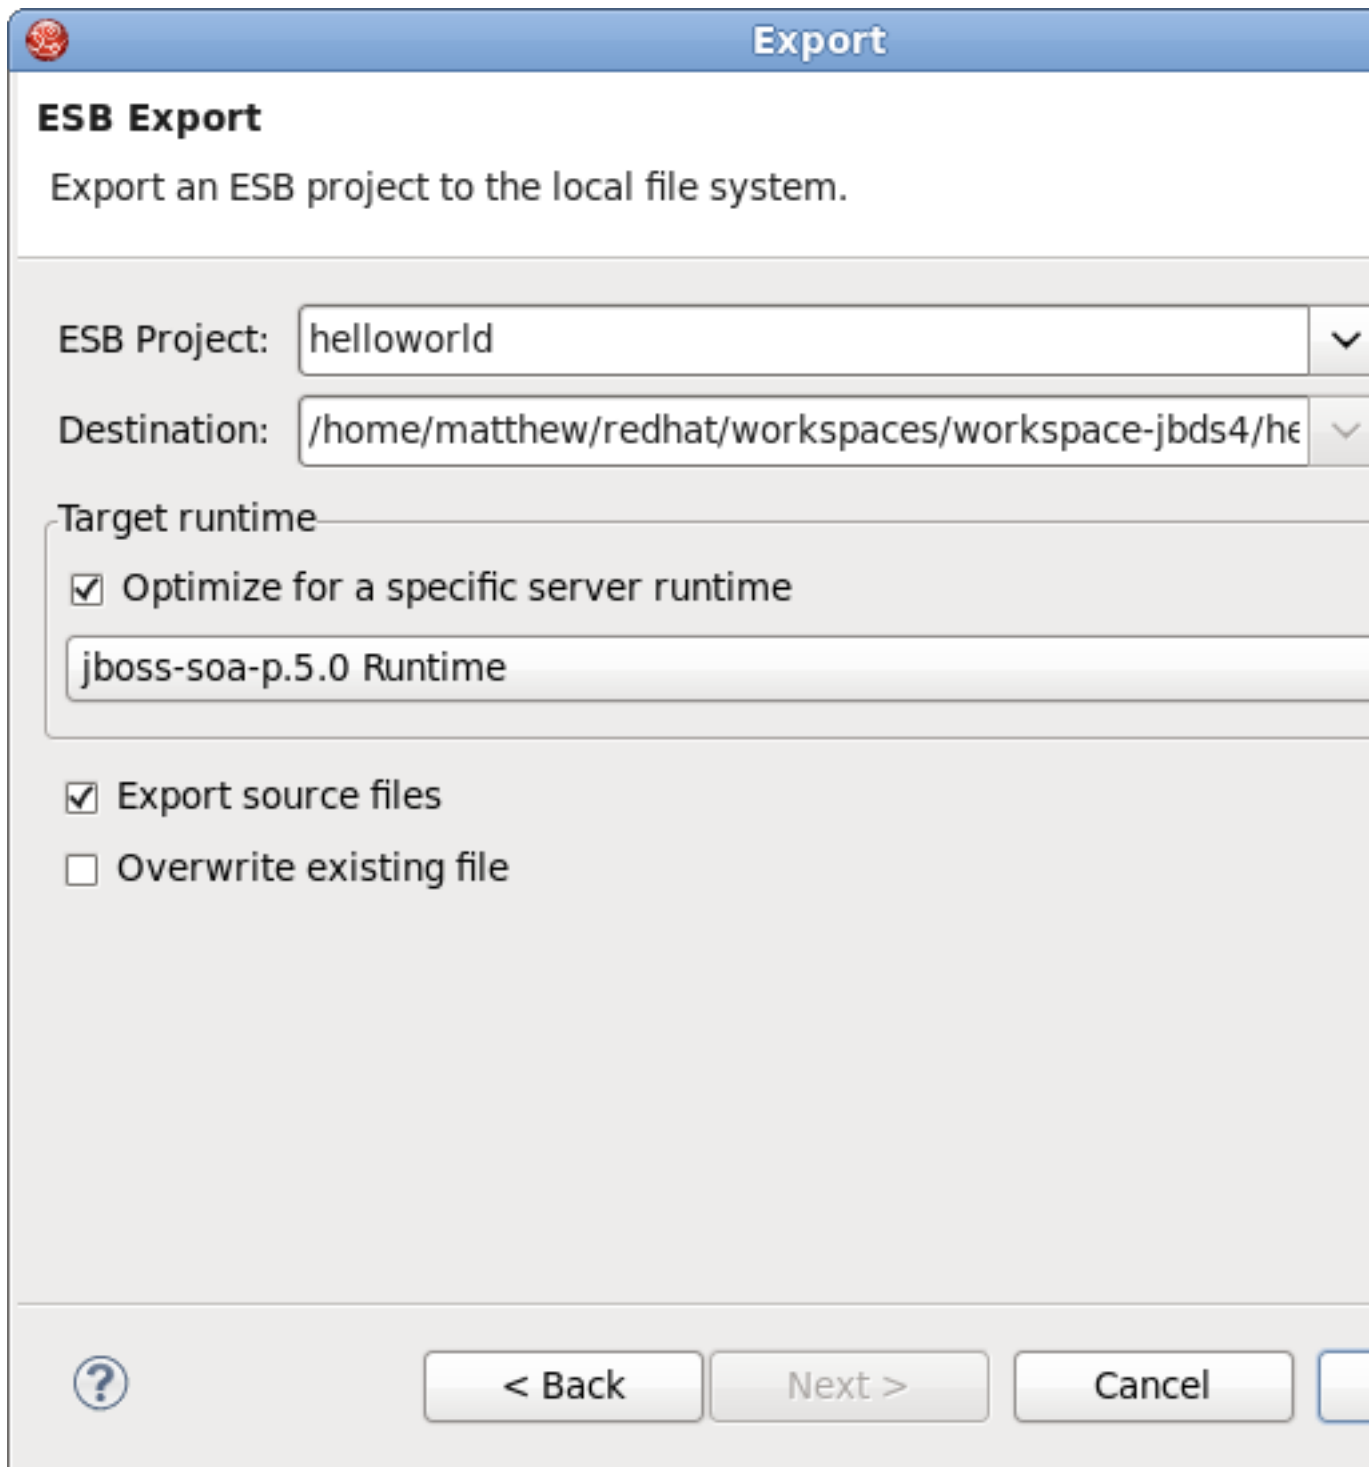 Export
ESB Export
Export an ESB project to the local file system.
ESB Project: helloworld
Destination: /home/matthew/redhat/workspaces/workspace-jbds4/he
Target runtime
Optimize for a specific server runtime
jboss-soa-p.5.0 Runtime
Export source files
Overwrite existing file
? < Back Next > Cancel